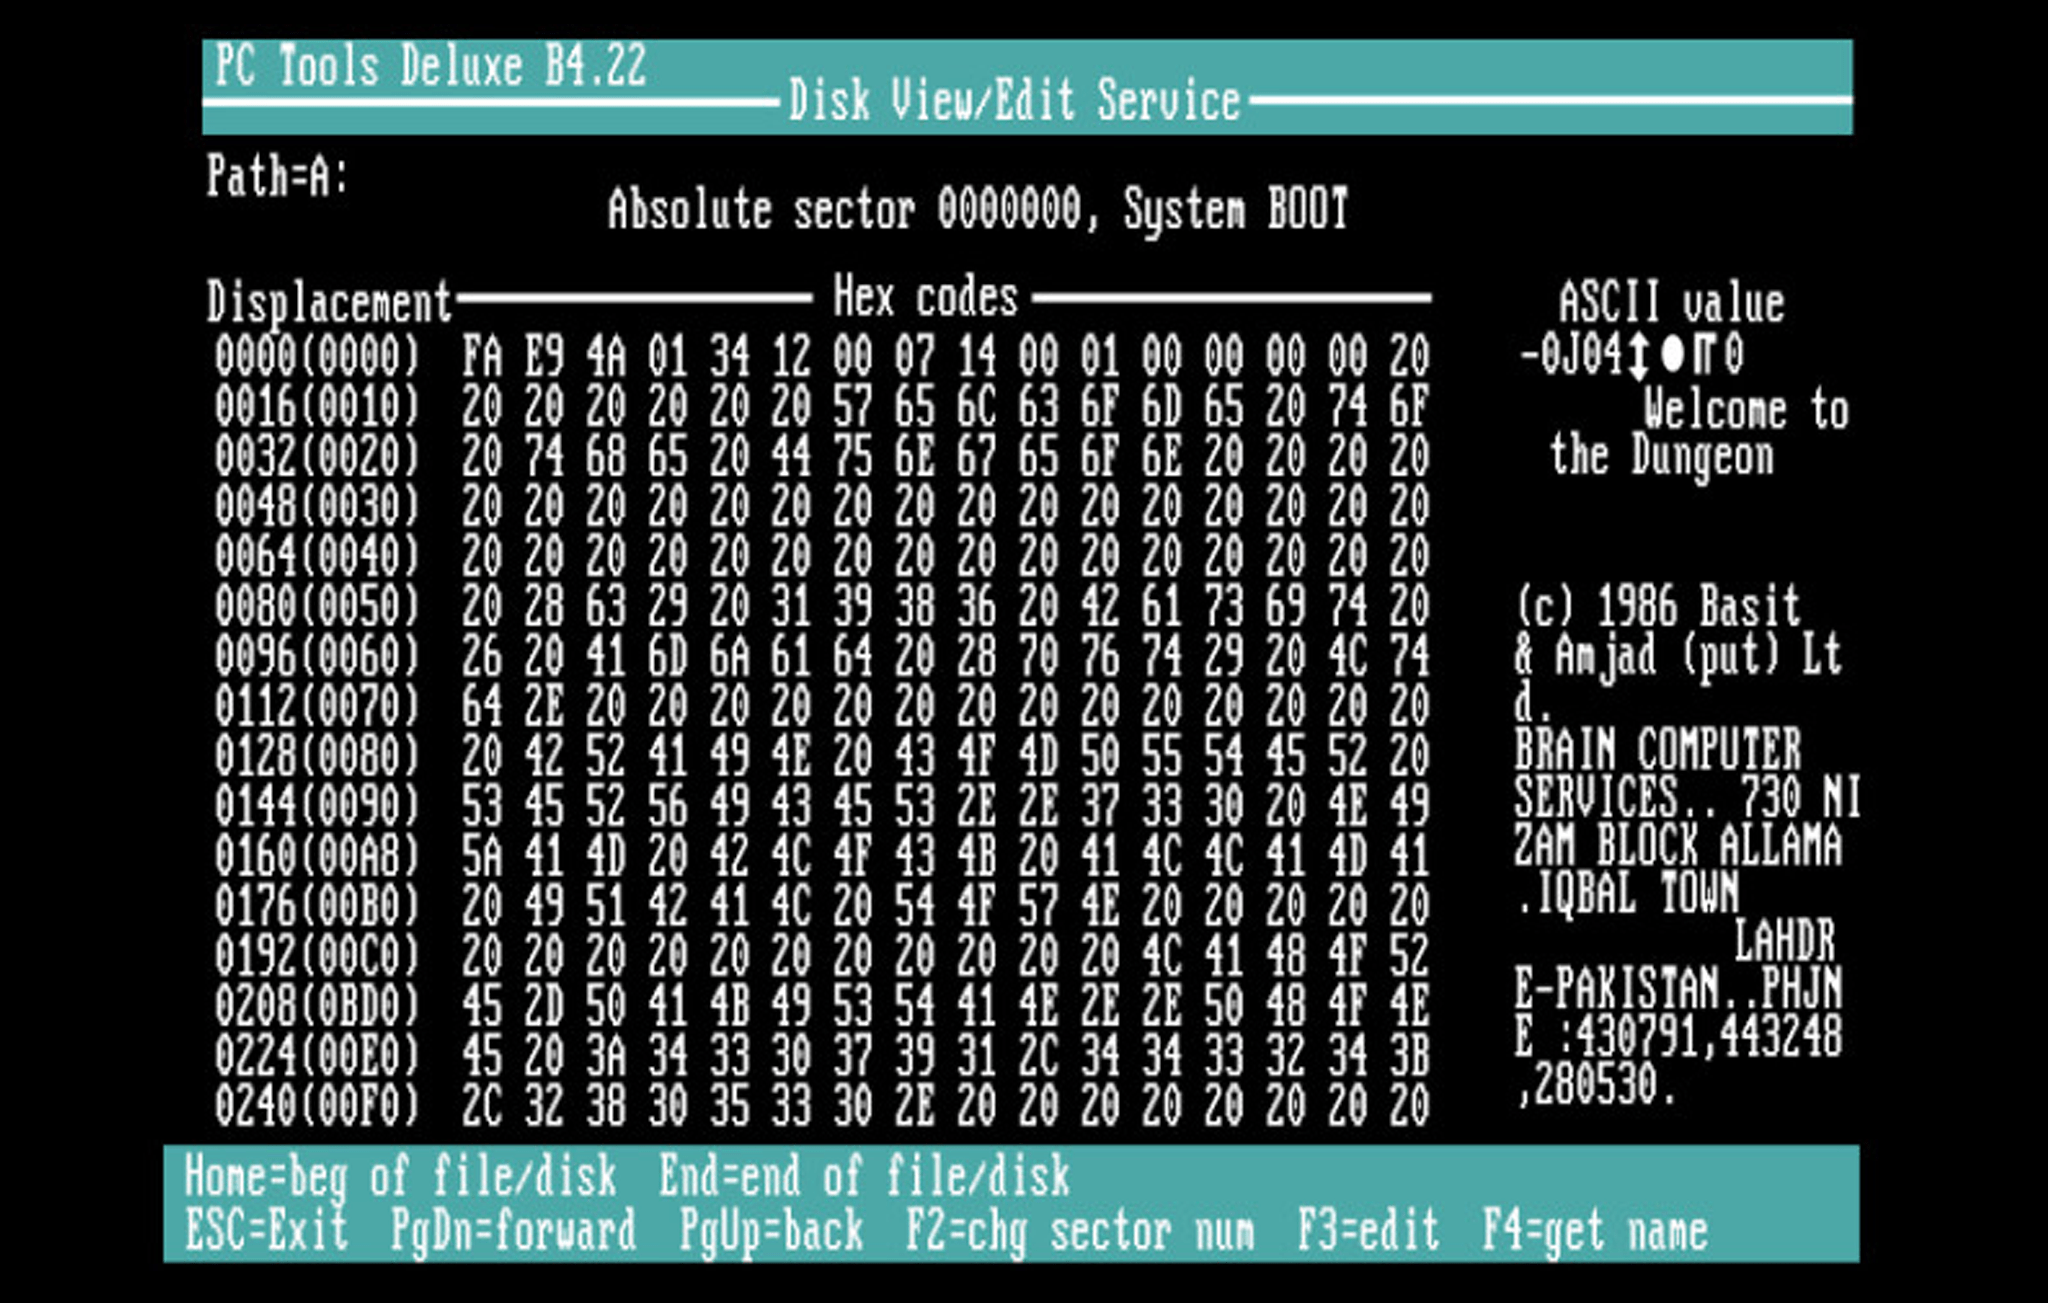 PC Tools Deluxe B4.22
Disk View/Edit Service
Path=A:
Absolute sector 0000000, System BOOT
Displacement Hex codes ASCII value
0000(0000) FA E9 4A 01 34 12 00 07 14 00 01 00 00 00 00 20 -0J04↕●╓0
0016(0010) 20 20 20 20 20 20 57 65 6C 63 6F 6D 65 20 74 6F Welcome to
0032(0020) 20 74 68 65 20 44 75 6E 67 65 6F 6E 20 20 20 20 the Dungeon
0048(0030) 20 20 20 20 20 20 20 20 20 20 20 20 20 20 20 20
0064(0040) 20 20 20 20 20 20 20 20 20 20 20 20 20 20 20 20
0080(0050) 20 28 63 29 20 31 39 38 36 20 42 61 73 69 74 20 (c) 1986 Basit
0096(0060) 26 20 41 6D 6A 61 64 20 28 70 76 74 29 20 4C 74 & Amjad (put) Lt
0112(0070) 64 2E 20 20 20 20 20 20 20 20 20 20 20 20 20 20 d.
0128(0080) 20 42 52 41 49 4E 20 43 4F 4D 50 55 54 45 52 20 BRAIN COMPUTER
0144(0090) 53 45 52 56 49 43 45 53 2E 2E 37 33 30 20 4E 49 SERVICES.. 730 NI
0160(00A8) 5A 41 4D 20 42 4C 4F 43 4B 20 41 4C 4C 41 4D 41 ZAM BLOCK ALLAMA
0176(00B0) 20 49 51 42 41 4C 20 54 4F 57 4E 20 20 20 20 20 .IQBAL TOWN
0192(00C0) 20 20 20 20 20 20 20 20 20 20 20 4C 41 48 4F 52 LAHDR
0208(0BD0) 45 2D 50 41 4B 49 53 54 41 4E 2E 2E 50 48 4F 4E E-PAKISTAN..PHJN
0224(00E0) 45 20 3A 34 33 30 37 39 31 2C 34 34 33 32 34 3B E :430791,443248
0240(00F0) 2C 32 38 30 35 33 30 2E 20 20 20 20 20 20 20 20 ,280530.
Home=beg of file/disk End=end of file/disk
ESC=Exit PgDn=forward PgUp=back F2=chg sector num F3=edit F4=get name